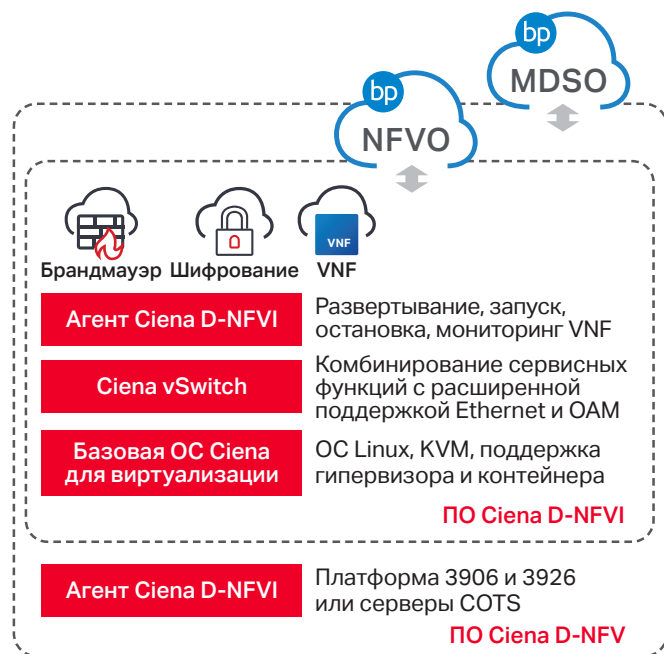 bp
MDSO
bp
NFVO
VNF
Брандмауэр Шифрование VNF
Агент Ciena D-NFVI
Развертывание, запуск,
остановка, мониторинг VNF
Ciena vSwitch
Комбинирование сервисных
функций с расширенной
поддержкой Ethernet и OAM
Базовая ОС Ciena
для виртуализации
ОС Linux, KVM, поддержка
гипервизора и контейнера
ПО Ciena D-NFVI
Агент Ciena D-NFVI
Платформа 3906 и 3926
или серверы COTS
ПО Ciena D-NFV